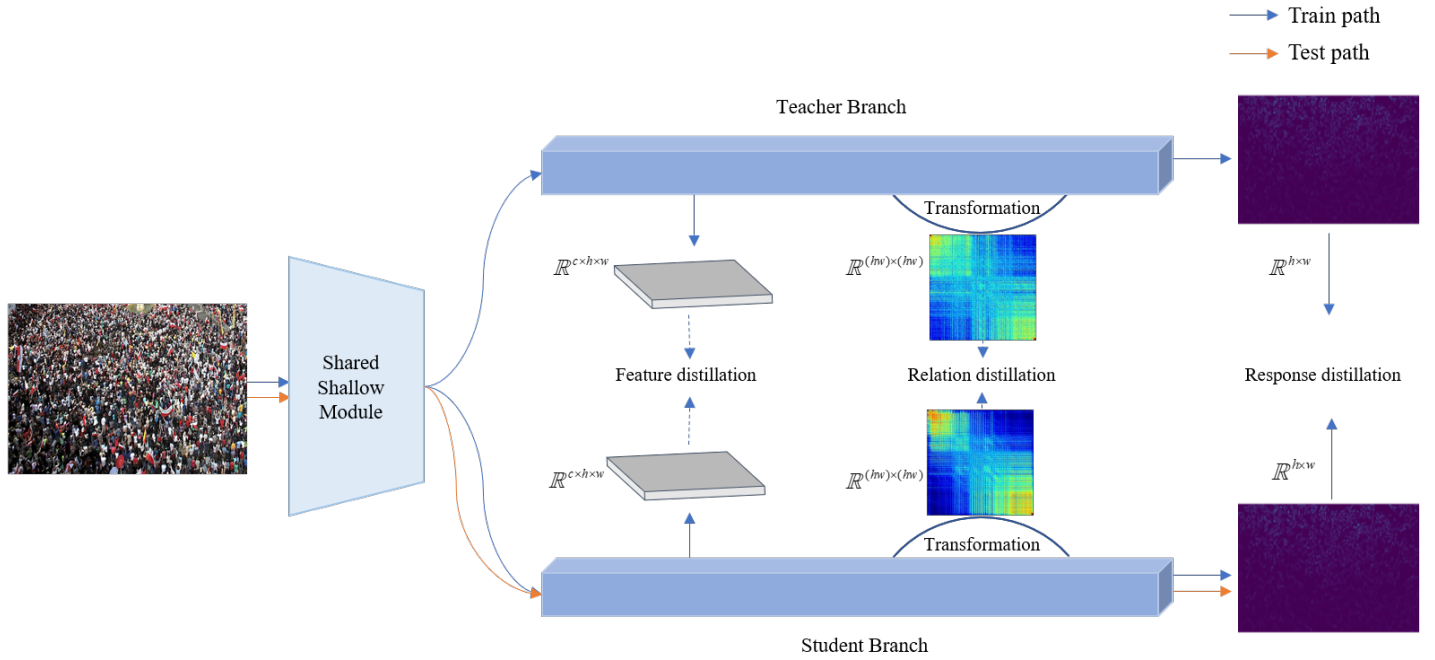 Train path
Test path
Teacher Branch
Transformation
ℝ^{c×h×w}
ℝ^{(hw)×(hw)}
ℝ^{h×w}
Shared
Shallow
Module
Feature distillation
Relation distillation
Response distillation
ℝ^{c×h×w}
ℝ^{(hw)×(hw)}
ℝ^{h×w}
Transformation
Student Branch